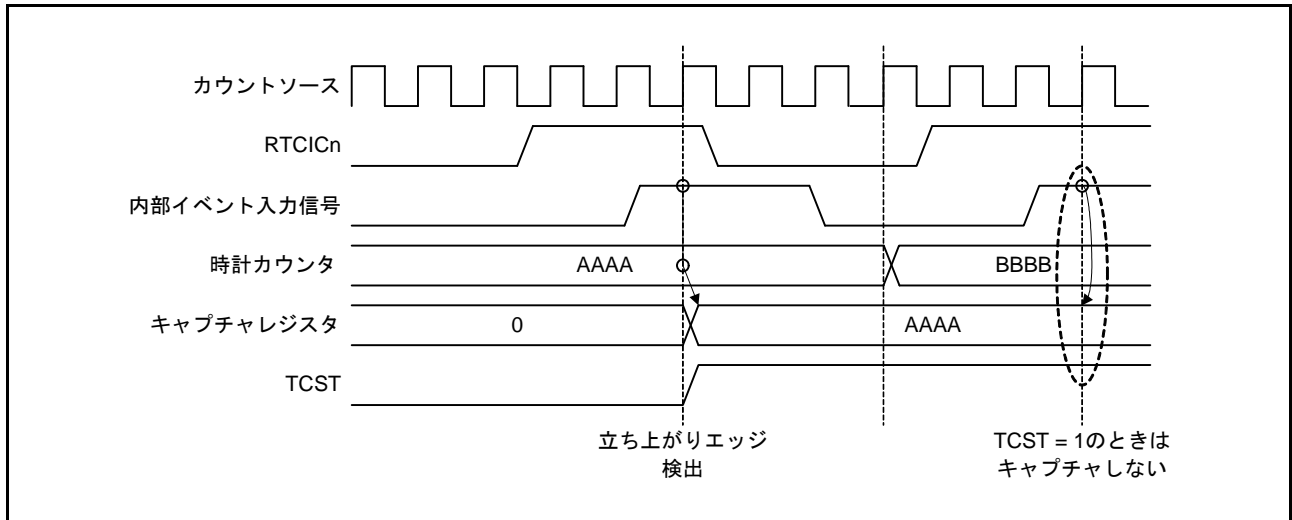 カウントソース
RTCICn
内部イベント入力信号
時計カウンタ
AAAA
BBBB
キャプチャレジスタ
0
AAAA
TCST
立ち上がりエッジ
検出
TCST = 1のときは
キャプチャしない